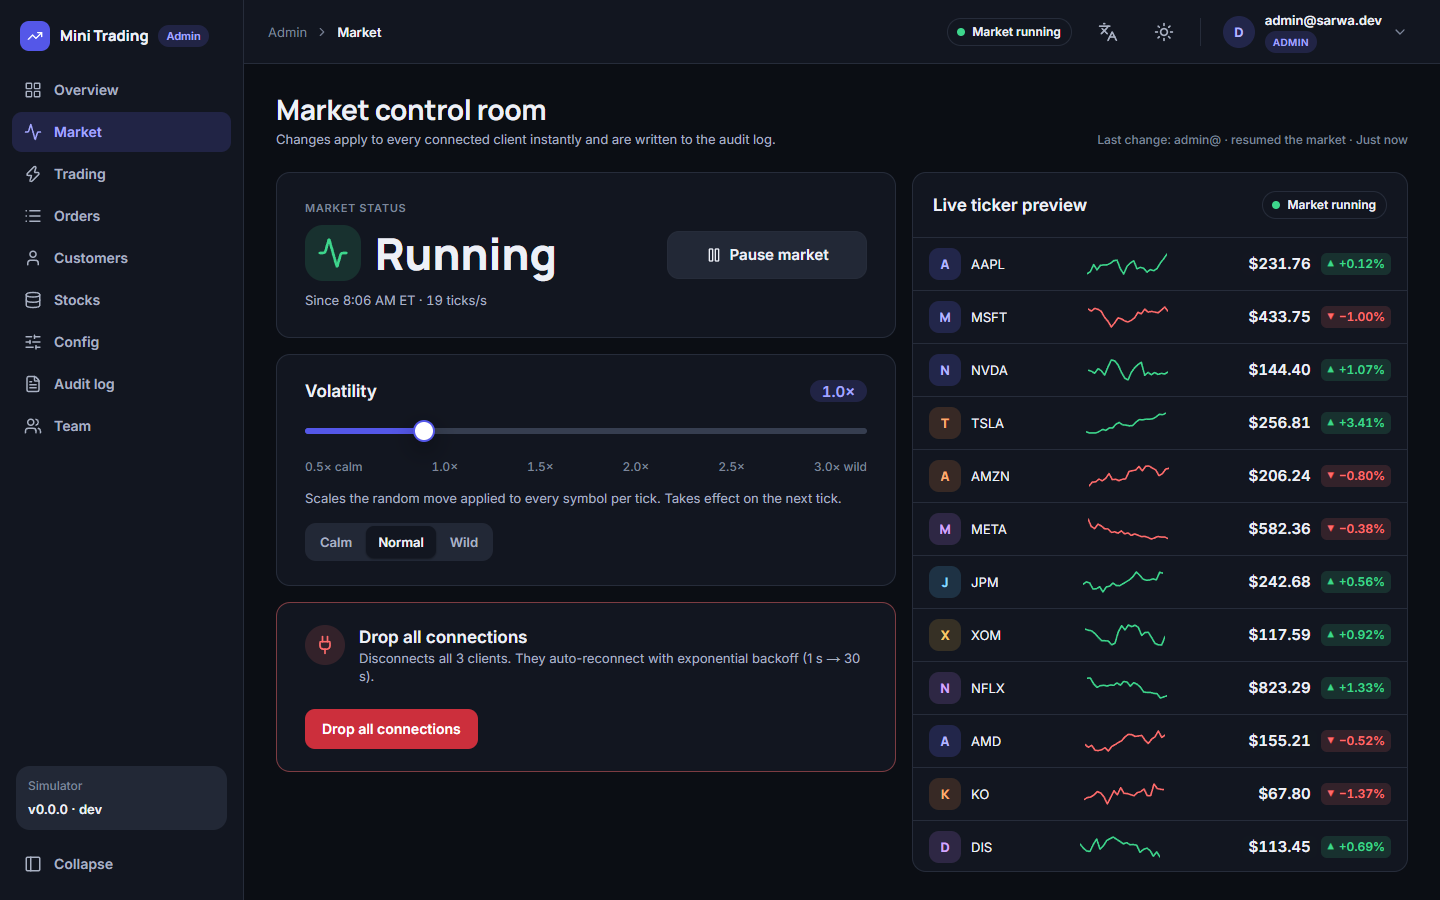 Mini Trading Admin
Overview
Market
Trading
Orders
Customers
Stocks
Config
Audit log
Team
Simulator
v0.0.0 · dev
Collapse
Admin > Market
Market running
D
admin@sarwa.dev
ADMIN
Market control room
Changes apply to every connected client instantly and are written to the audit log.
Last change: admin@ · resumed the market · Just now
MARKET STATUS
Running
Pause market
Since 8:06 AM ET · 19 ticks/s
Volatility 1.0×
0.5× calm 1.0× 1.5× 2.0× 2.5× 3.0× wild
Scales the random move applied to every symbol per tick. Takes effect on the next tick.
Calm Normal Wild
Drop all connections
Disconnects all 3 clients. They auto-reconnect with exponential backoff (1 s → 30
s).
Drop all connections
Live ticker preview Market running
A AAPL $231.76 ▲ +0.12%
M MSFT $433.75 ▼ −1.00%
N NVDA $144.40 ▲ +1.07%
T TSLA $256.81 ▲ +3.41%
A AMZN $206.24 ▼ −0.80%
M META $582.36 ▼ −0.38%
J JPM $242.68 ▲ +0.56%
X XOM $117.59 ▲ +0.92%
N NFLX $823.29 ▲ +1.33%
A AMD $155.21 ▼ −0.52%
K KO $67.80 ▼ −1.37%
D DIS $113.45 ▲ +0.69%